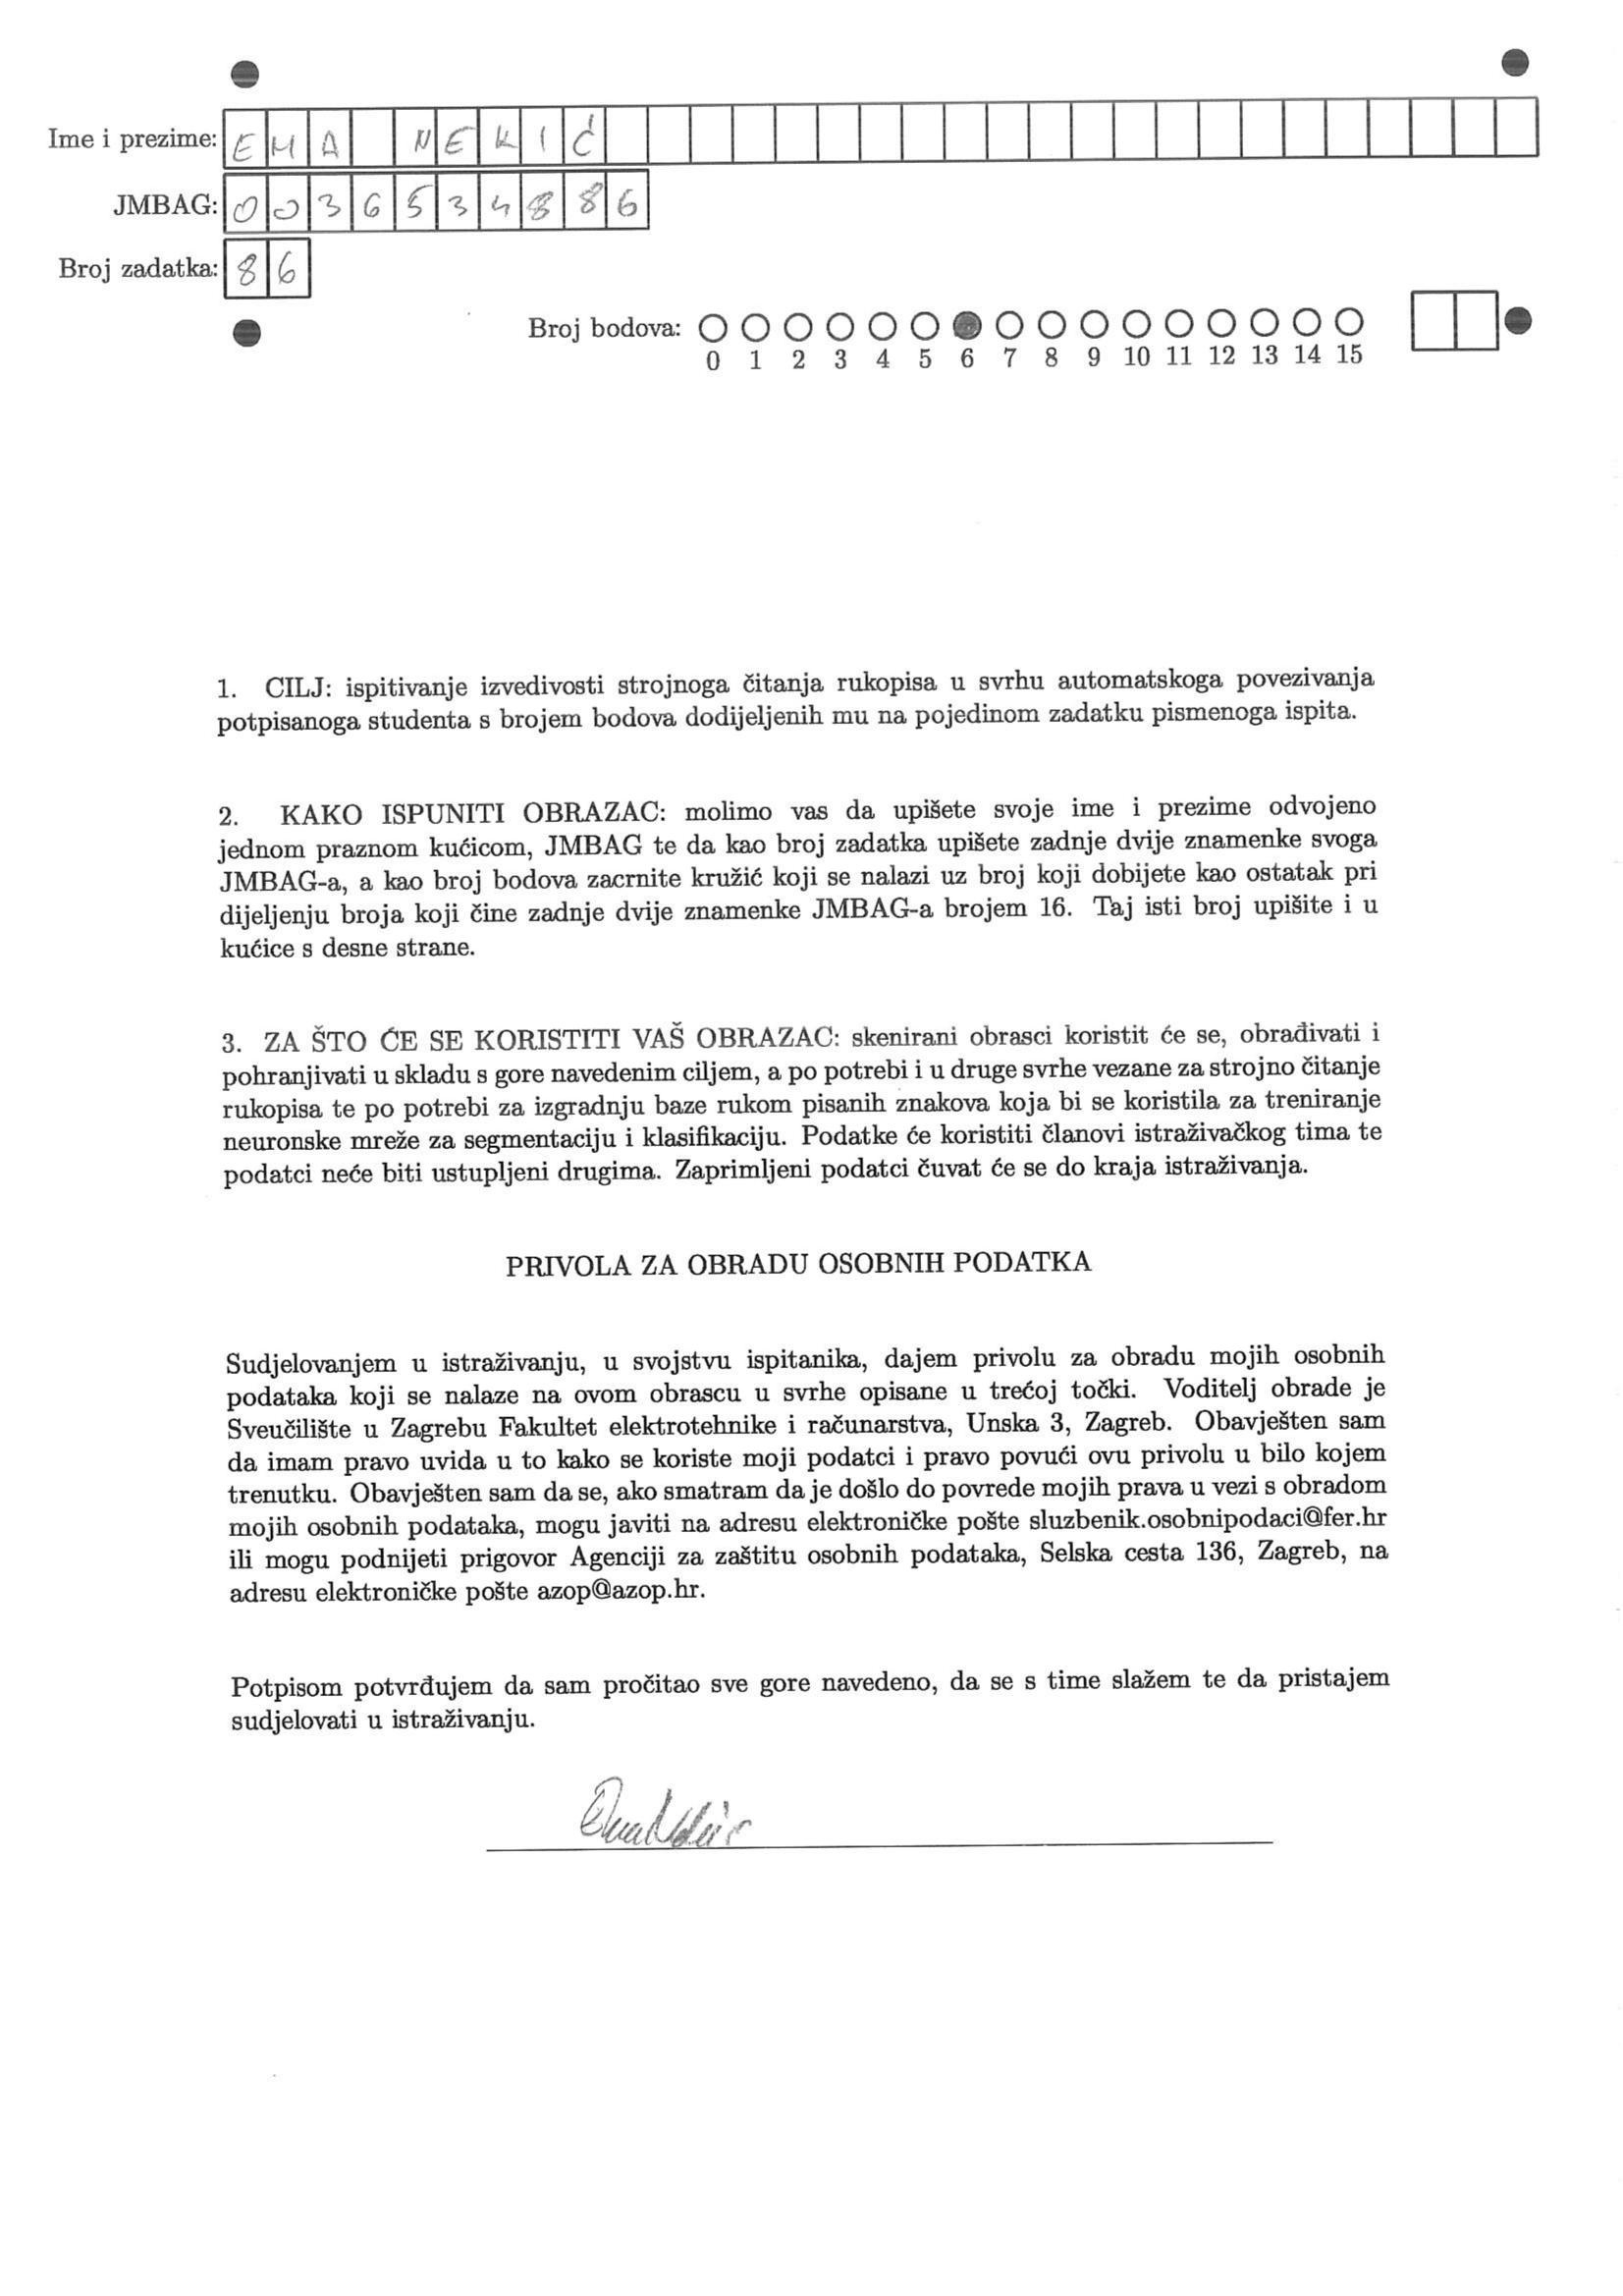 Ime i prezime: EMA NEKIĆ
JMBAG: 0036534886
Broj zadatka: 86
Broj bodova:
0 1 2 3 4 5 6 7 8 9 10 11 12 13 14 15
1. CILJ: ispitivanje izvedivosti strojnoga čitanja rukopisa u svrhu automatskoga povezivanja
potpisanoga studenta s brojem bodova dodijeljenih mu na pojedinom zadatku pismenoga ispita.
2. KAKO ISPUNITI OBRAZAC: molimo vas da upišete svoje ime i prezime odvojeno
jednom praznom kućicom, JMBAG te da kao broj zadatka upišete zadnje dvije znamenke svoga
JMBAG-a, a kao broj bodova zacrnite kružić koji se nalazi uz broj koji dobijete kao ostatak pri
dijeljenju broja koji čine zadnje dvije znamenke JMBAG-a brojem 16. Taj isti broj upišite i u
kućice s desne strane.
3. ZA ŠTO ĆE SE KORISTITI VAŠ OBRAZAC: skenirani obrasci koristit će se, obrađivati i
pohranjivati u skladu s gore navedenim ciljem, a po potrebi i u druge svrhe vezane za strojno čitanje
rukopisa te po potrebi za izgradnju baze rukom pisanih znakova koja bi se koristila za treniranje
neuronske mreže za segmentaciju i klasifikaciju. Podatke će koristiti članovi istraživačkog tima te
podatci neće biti ustupljeni drugima. Zaprimljeni podatci čuvat će se do kraja istraživanja.
PRIVOLA ZA OBRADU OSOBNIH PODATKA
Sudjelovanjem u istraživanju, u svojstvu ispitanika, dajem privolu za obradu mojih osobnih
podataka koji se nalaze na ovom obrascu u svrhe opisane u trećoj točki. Voditelj obrade je
Sveučilište u Zagrebu Fakultet elektrotehnike i računarstva, Unska 3, Zagreb. Obavješten sam
da imam pravo uvida u to kako se koriste moji podatci i pravo povući ovu privolu u bilo kojem
trenutku. Obavješten sam da se, ako smatram da je došlo do povrede mojih prava u vezi s obradom
mojih osobnih podataka, mogu javiti na adresu elektroničke pošte sluzbenik.osobnipodaci@fer.hr
ili mogu podnijeti prigovor Agenciji za zaštitu osobnih podataka, Selska cesta 136, Zagreb, na
adresu elektroničke pošte azop@azop.hr.
Potpisom potvrđujem da sam pročitao sve gore navedeno, da se s time slažem te da pristajem
sudjelovati u istraživanju.